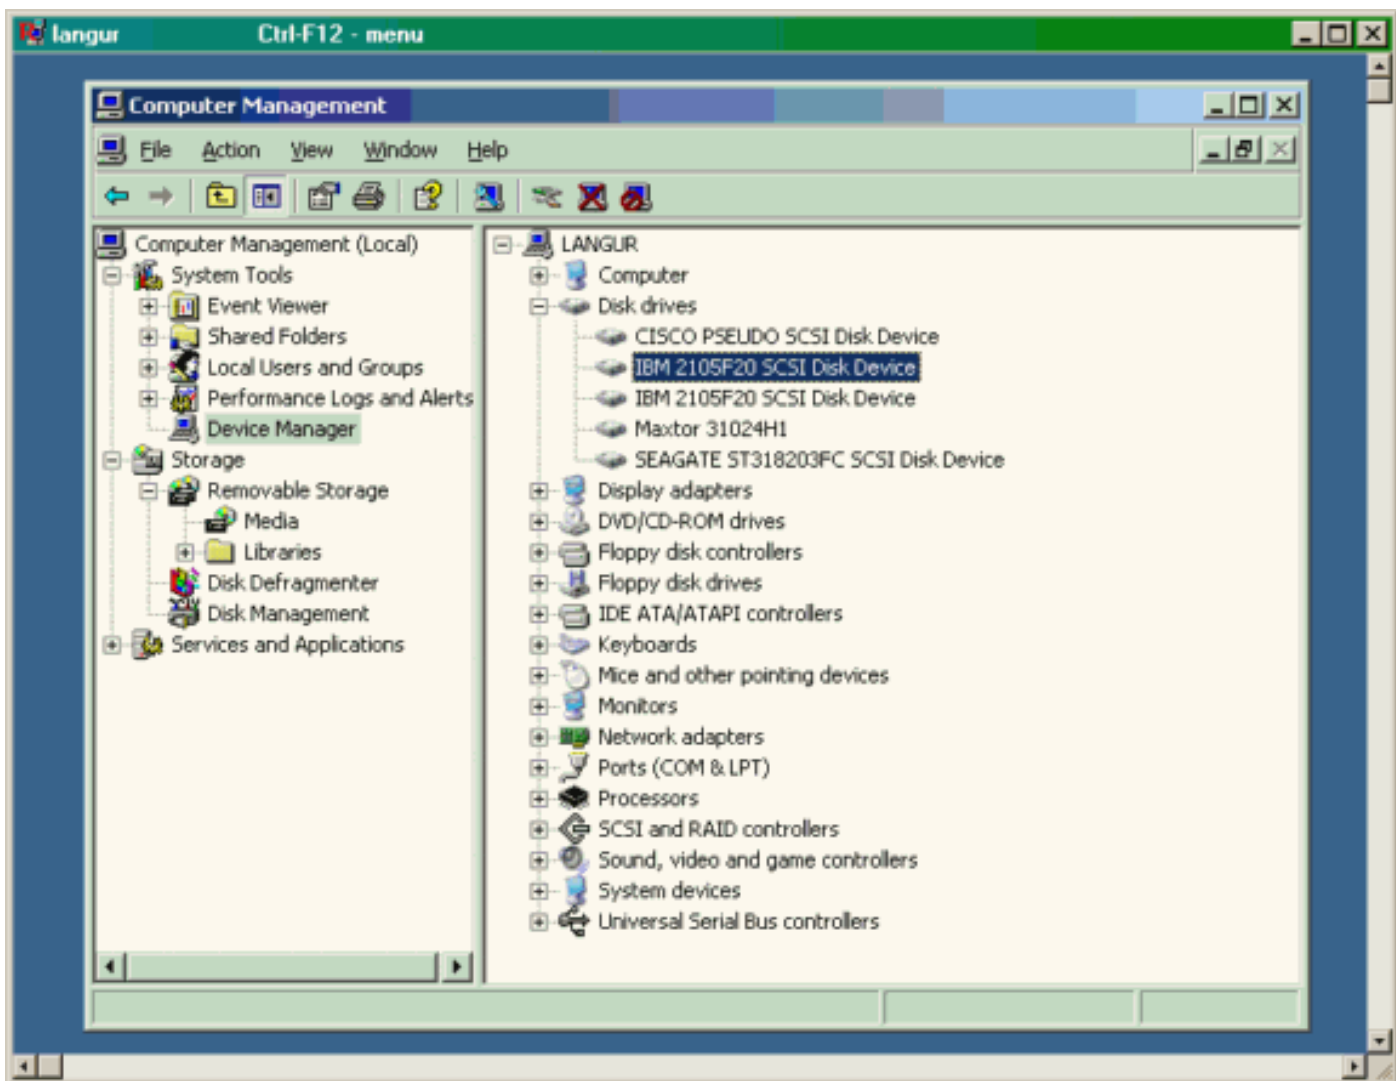 langur Ctrl-F12 - menu
Computer Management
File Action View Window Help
Computer Management (Local)
System Tools
Event Viewer
Shared Folders
Local Users and Groups
Performance Logs and Alerts
Device Manager
Storage
Removable Storage
Media
Libraries
Disk Defragmenter
Disk Management
Services and Applications
LANGUR
Computer
Disk drives
CISCO PSEUDO SCSI Disk Device
IBM 2105F20 SCSI Disk Device
IBM 2105F20 SCSI Disk Device
Maxtor 31024H1
SEAGATE ST318203FC SCSI Disk Device
Display adapters
DVD/CD-ROM drives
Floppy disk controllers
Floppy disk drives
IDE ATA/ATAPI controllers
Keyboards
Mice and other pointing devices
Monitors
Network adapters
Ports (COM & LPT)
Processors
SCSI and RAID controllers
Sound, video and game controllers
System devices
Universal Serial Bus controllers